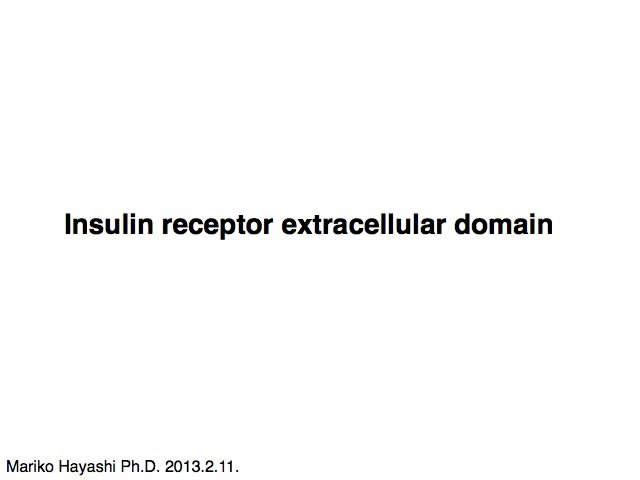 Insulin receptor extracellular domain
Mariko Hayashi Ph.D. 2013.2.11.